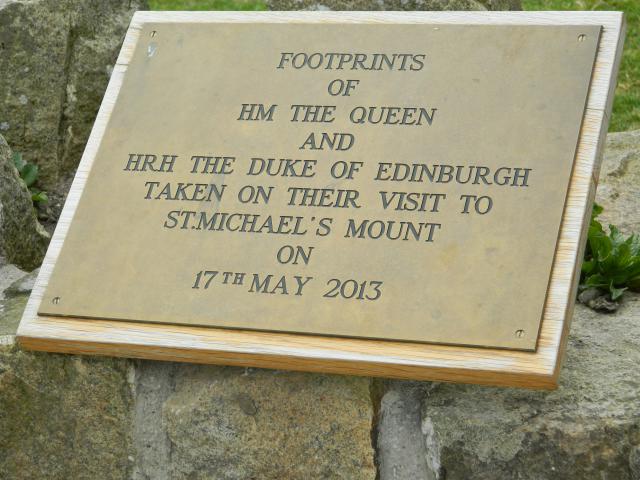 FOOTPRINTS
OF
HM THE QUEEN
AND
HRH THE DUKE OF EDINBURGH
TAKEN ON THEIR VISIT TO
ST.MICHAEL'S MOUNT
ON
17TH MAY 2013